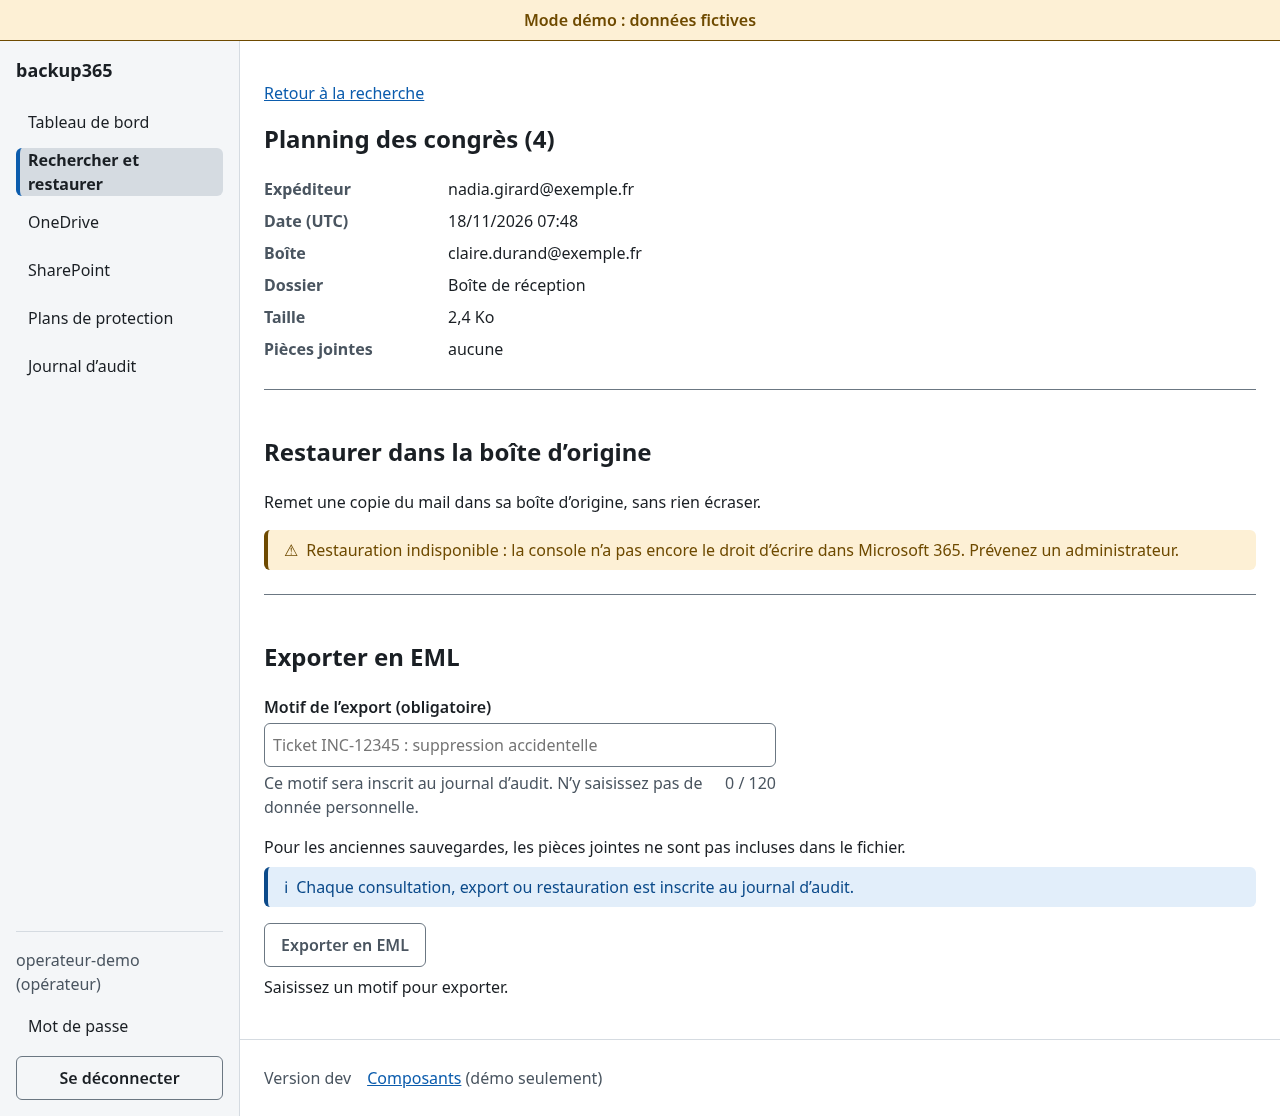 Mode démo : données fictives
backup365
Tableau de bord
Rechercher et
restaurer
OneDrive
SharePoint
Plans de protection
Journal d’audit
operateur-demo
(opérateur)
Mot de passe
Se déconnecter
Retour à la recherche
Planning des congrès (4)
Expéditeur nadia.girard@exemple.fr
Date (UTC) 18/11/2026 07:48
Boîte claire.durand@exemple.fr
Dossier Boîte de réception
Taille 2,4 Ko
Pièces jointes aucune
Restaurer dans la boîte d’origine
Remet une copie du mail dans sa boîte d’origine, sans rien écraser.
⚠ Restauration indisponible : la console n’a pas encore le droit d’écrire dans Microsoft 365. Prévenez un administrateur.
Exporter en EML
Motif de l’export (obligatoire)
Ticket INC-12345 : suppression accidentelle
Ce motif sera inscrit au journal d’audit. N’y saisissez pas de 0 / 120
donnée personnelle.
Pour les anciennes sauvegardes, les pièces jointes ne sont pas incluses dans le fichier.
i Chaque consultation, export ou restauration est inscrite au journal d’audit.
Exporter en EML
Saisissez un motif pour exporter.
Version dev Composants (démo seulement)